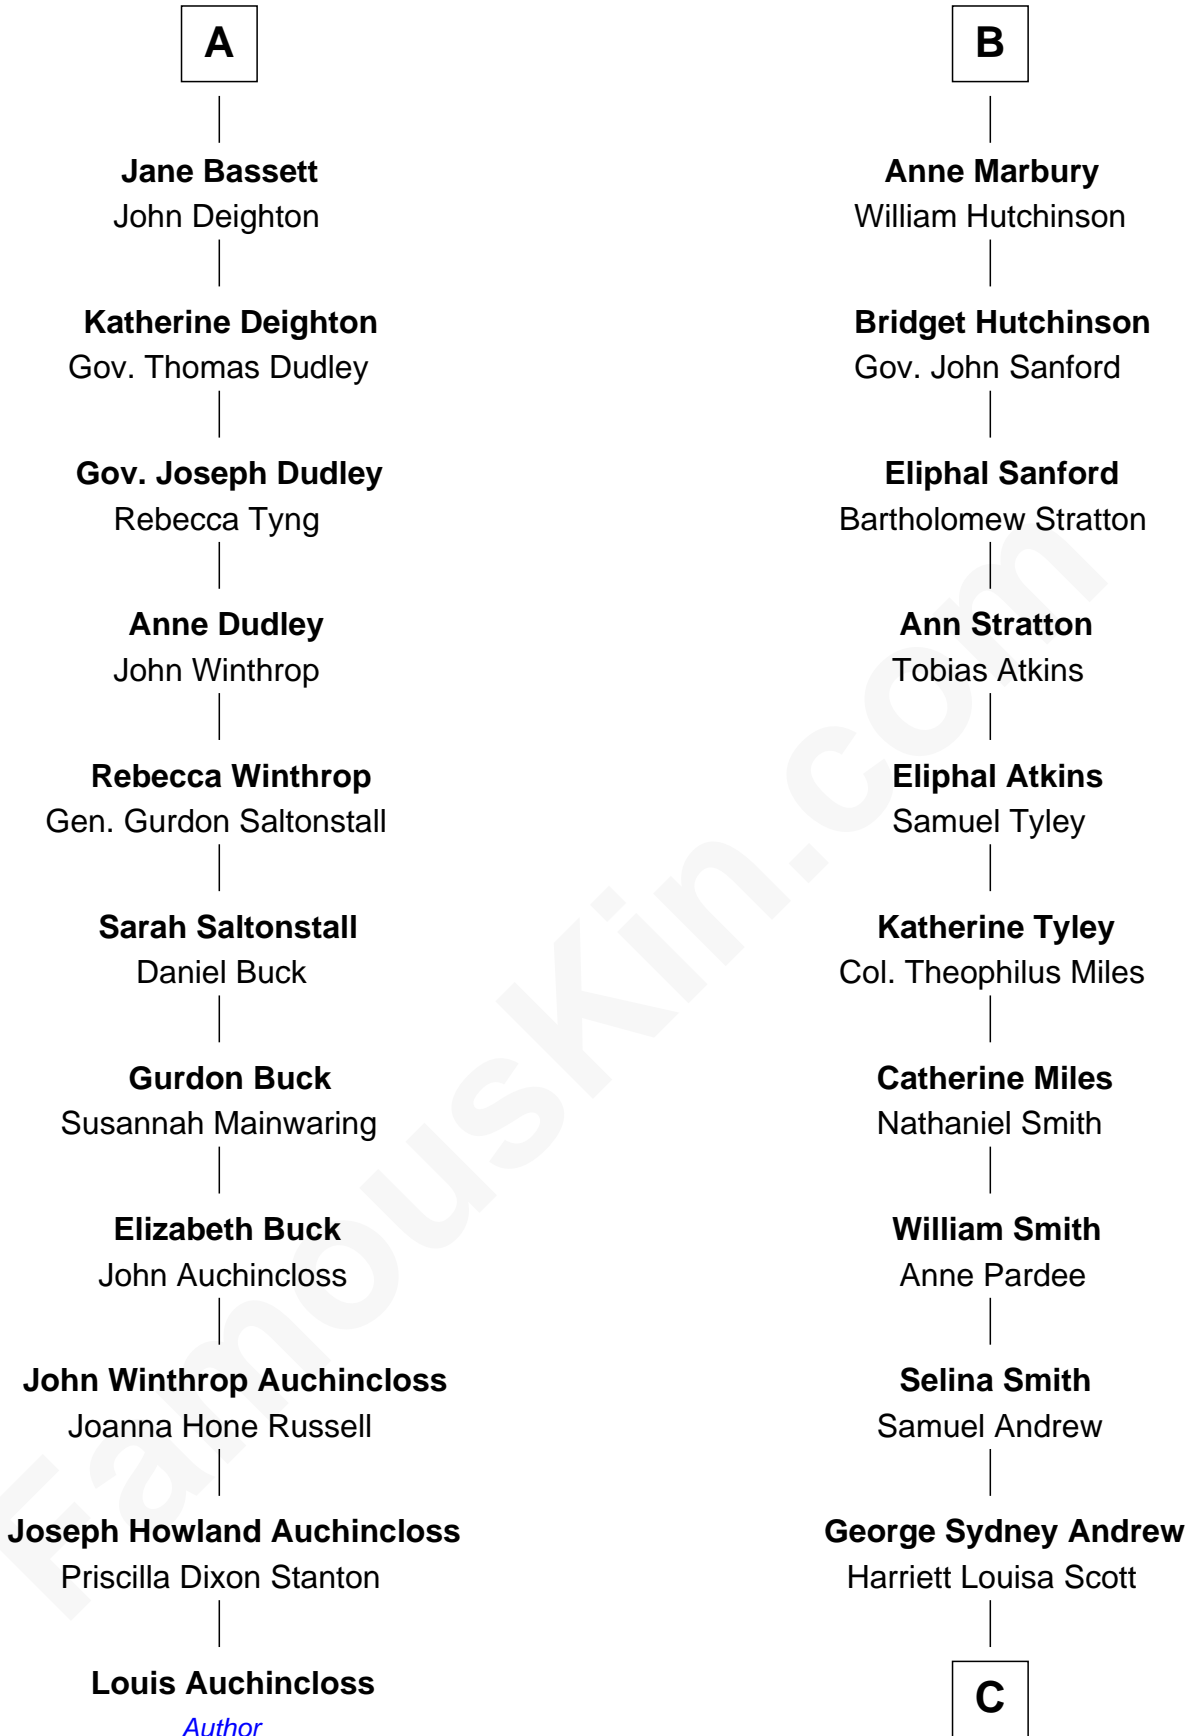 A
Jane Bassett
John Deighton
Katherine Deighton
Gov. Thomas Dudley
Gov. Joseph Dudley
Rebecca Tyng
Anne Dudley
John Winthrop
Rebecca Winthrop
Gen. Gurdon Saltonstall
Sarah Saltonstall
Daniel Buck
Gurdon Buck
Susannah Mainwaring
Elizabeth Buck
John Auchincloss
John Winthrop Auchincloss
Joanna Hone Russell
Joseph Howland Auchincloss
Priscilla Dixon Stanton
Louis Auchincloss
Author
B
Anne Marbury
William Hutchinson
Bridget Hutchinson
Gov. John Sanford
Eliphal Sanford
Bartholomew Stratton
Ann Stratton
Tobias Atkins
Eliphal Atkins
Samuel Tyley
Katherine Tyley
Col. Theophilus Miles
Catherine Miles
Nathaniel Smith
William Smith
Anne Pardee
Selina Smith
Samuel Andrew
George Sydney Andrew
Harriett Louisa Scott
C
FamousKin.com